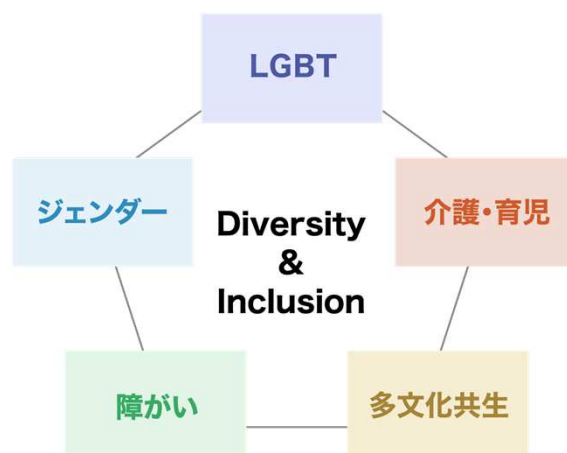 LGBT
ジェンダー
介護・育児
Diversity
&
Inclusion
障がい
多文化共生